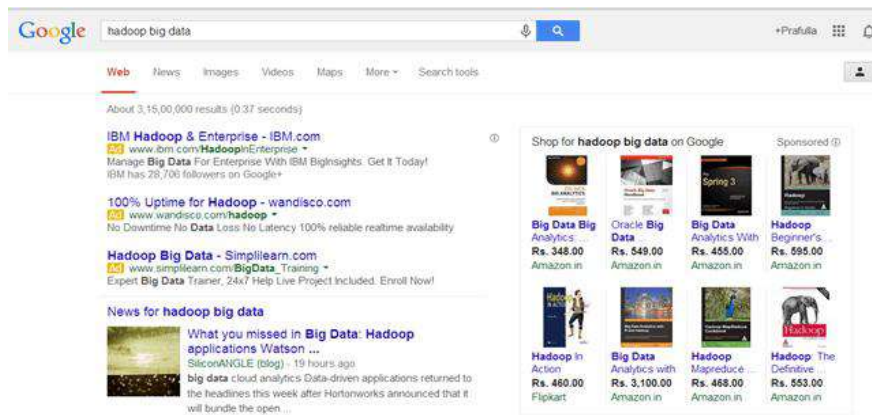 Google
hadoop big data
+Prafulla
Web News Images Videos Maps More Search tools
About 3,15,00,000 results (0.37 seconds)
IBM Hadoop & Enterprise - IBM.com
Ad www.ibm.com/HadoopInEnterprise
Manage Big Data For Enterprise With IBM BigInsights. Get It Today!
IBM has 28,706 followers on Google+
100% Uptime for Hadoop - wandisco.com
Ad www.wandisco.com/hadoop
No Downtime No Data Loss No Latency 100% reliable realtime availability
Hadoop Big Data - Simplilearn.com
Ad www.simplilearn.com/BigData_Training
Expert Big Data Trainer, 24x7 Help Live Project Included. Enroll Now!
News for hadoop big data
What you missed in Big Data: Hadoop
applications Watson ...
SiliconANGLE (blog) - 19 hours ago
big data cloud analytics Data-driven applications returned to
the headlines this week after Hortonworks announced that it
will bundle the open ...
Shop for hadoop big data on Google Sponsored
Spring 3
Hadoop
Big Data Big
Analytics: ...
Rs. 348.00
Amazon.in
Oracle Big
Data ...
Rs. 549.00
Amazon.in
Big Data
Analytics With
Rs. 455.00
Amazon.in
Hadoop
Beginner's ...
Rs. 595.00
Amazon.in
Hadoop
IN ACTION
Hadoop
Hadoop In
Action
Rs. 460.00
Flipkart
Big Data
Analytics with
Rs. 3,100.00
Amazon.in
Hadoop
Mapreduce ...
Rs. 468.00
Amazon.in
Hadoop: The
Definitive ...
Rs. 553.00
Amazon.in